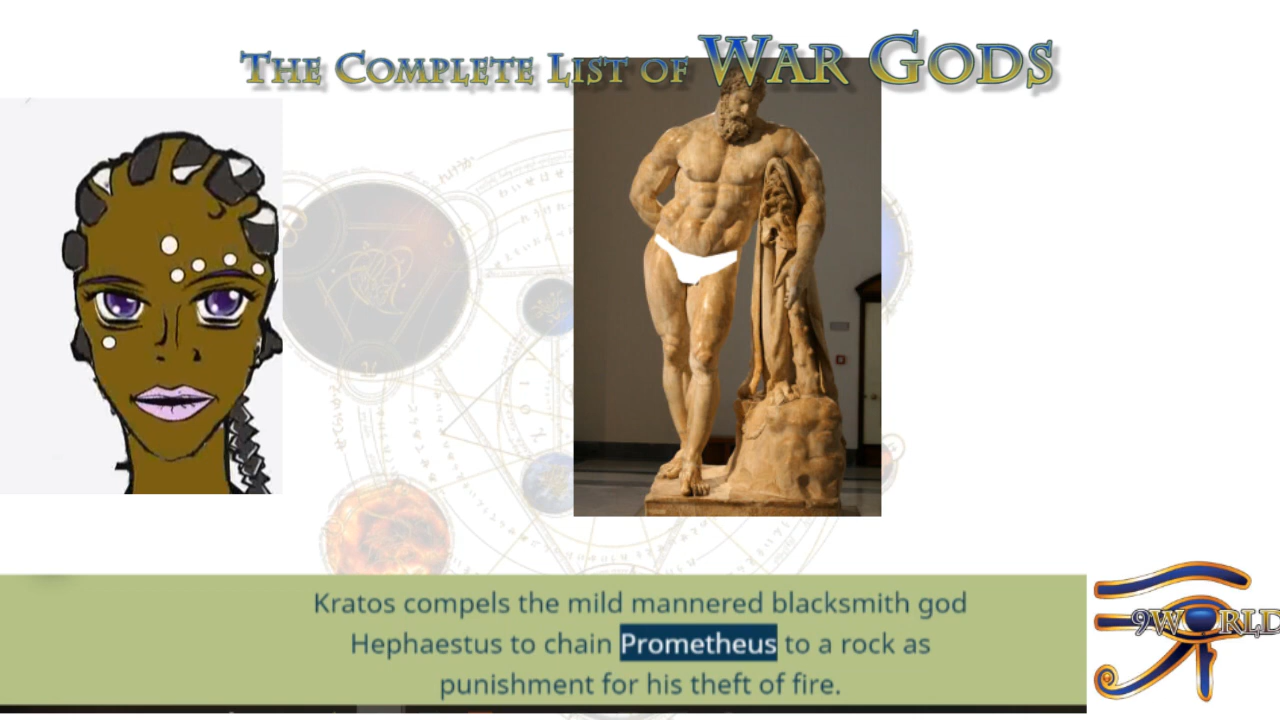 The Complete List of War Gods
Kratos compels the mild mannered blacksmith god
Hephaestus to chain Prometheus to a rock as
punishment for his theft of fire.
9World